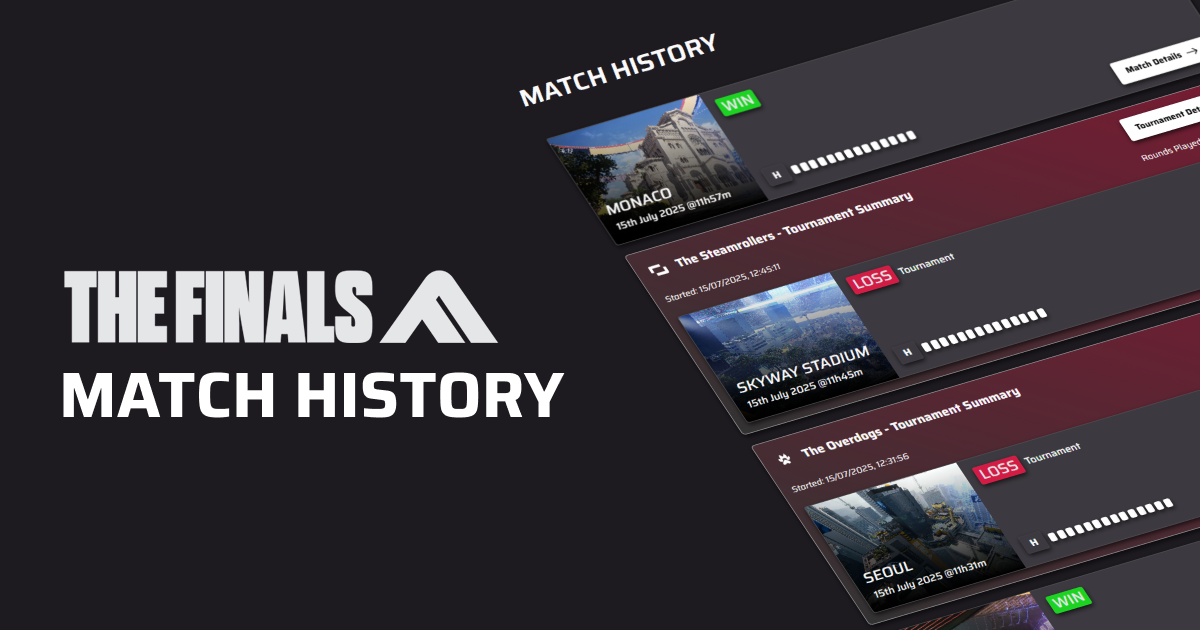 THE FINALS
MATCH HISTORY
MATCH HISTORY
WIN
Match Details →
MONACO
15th July 2025 @11h57m
H
The Steamrollers - Tournament Summary
Tournament Det
Rounds Played
Started: 15/07/2025, 12:45:11
LOSS Tournament
SKYWAY STADIUM
15th July 2025 @11h45m
H
The Overdogs - Tournament Summary
Started: 15/07/2025, 12:31:56
LOSS Tournament
SEOUL
15th July 2025 @11h31m
H
WIN